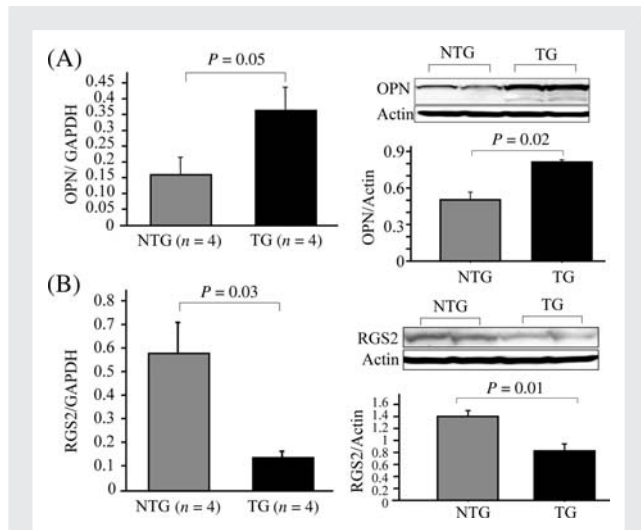 (A)
P = 0.05
OPN/ GAPDH
0.45
0.4
0.35
0.3
0.25
0.2
0.15
0.1
0.05
0
NTG (n = 4) TG (n = 4)
NTG TG
OPN
Actin
P = 0.02
OPN/Actin
0.9
0.6
0.3
0
NTG TG
(B)
P = 0.03
RGS2/GAPDH
0.8
0.7
0.6
0.5
0.4
0.3
0.2
0.1
0
NTG (n = 4) TG (n = 4)
NTG TG
RGS2
Actin
P = 0.01
RGS2/Actin
1.6
1.4
1.2
1
0.8
0.6
0.4
0.2
0
NTG TG